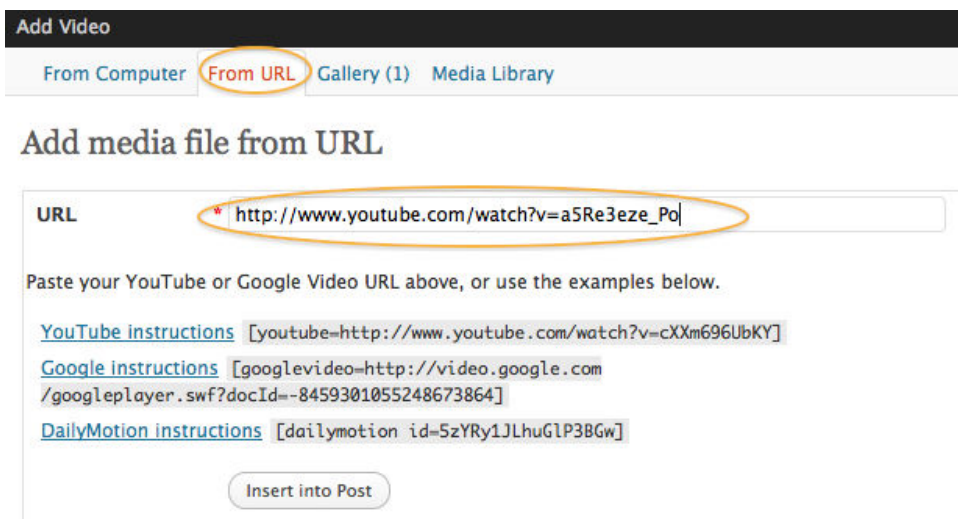 Add Video
From Computer From URL Gallery (1) Media Library
Add media file from URL
URL * http://www.youtube.com/watch?v=a5Re3eze_Po
Paste your YouTube or Google Video URL above, or use the examples below.
YouTube instructions [youtube=http://www.youtube.com/watch?v=cXXm696UbKY]
Google instructions [googlevideo=http://video.google.com
/googleplayer.swf?docId=-8459301055248673864]
DailyMotion instructions [dailymotion id=5zYRy1JLhuGlP3BGw]
Insert into Post